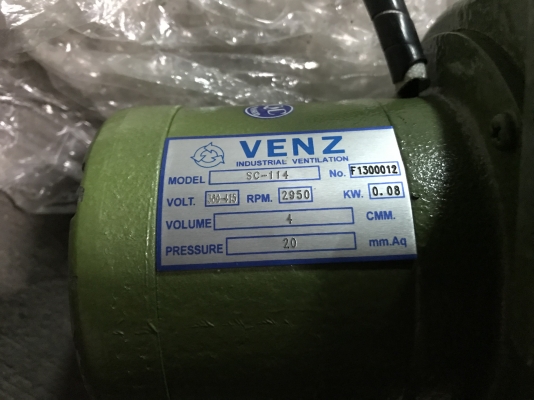 VENZ
INDUSTRIAL VENTILATION
MODEL SC-114 No. F1300012
VOLT. 380-415 RPM. 2950 KW. 0.08
VOLUME 4 CMM.
PRESSURE 20 mm.Aq